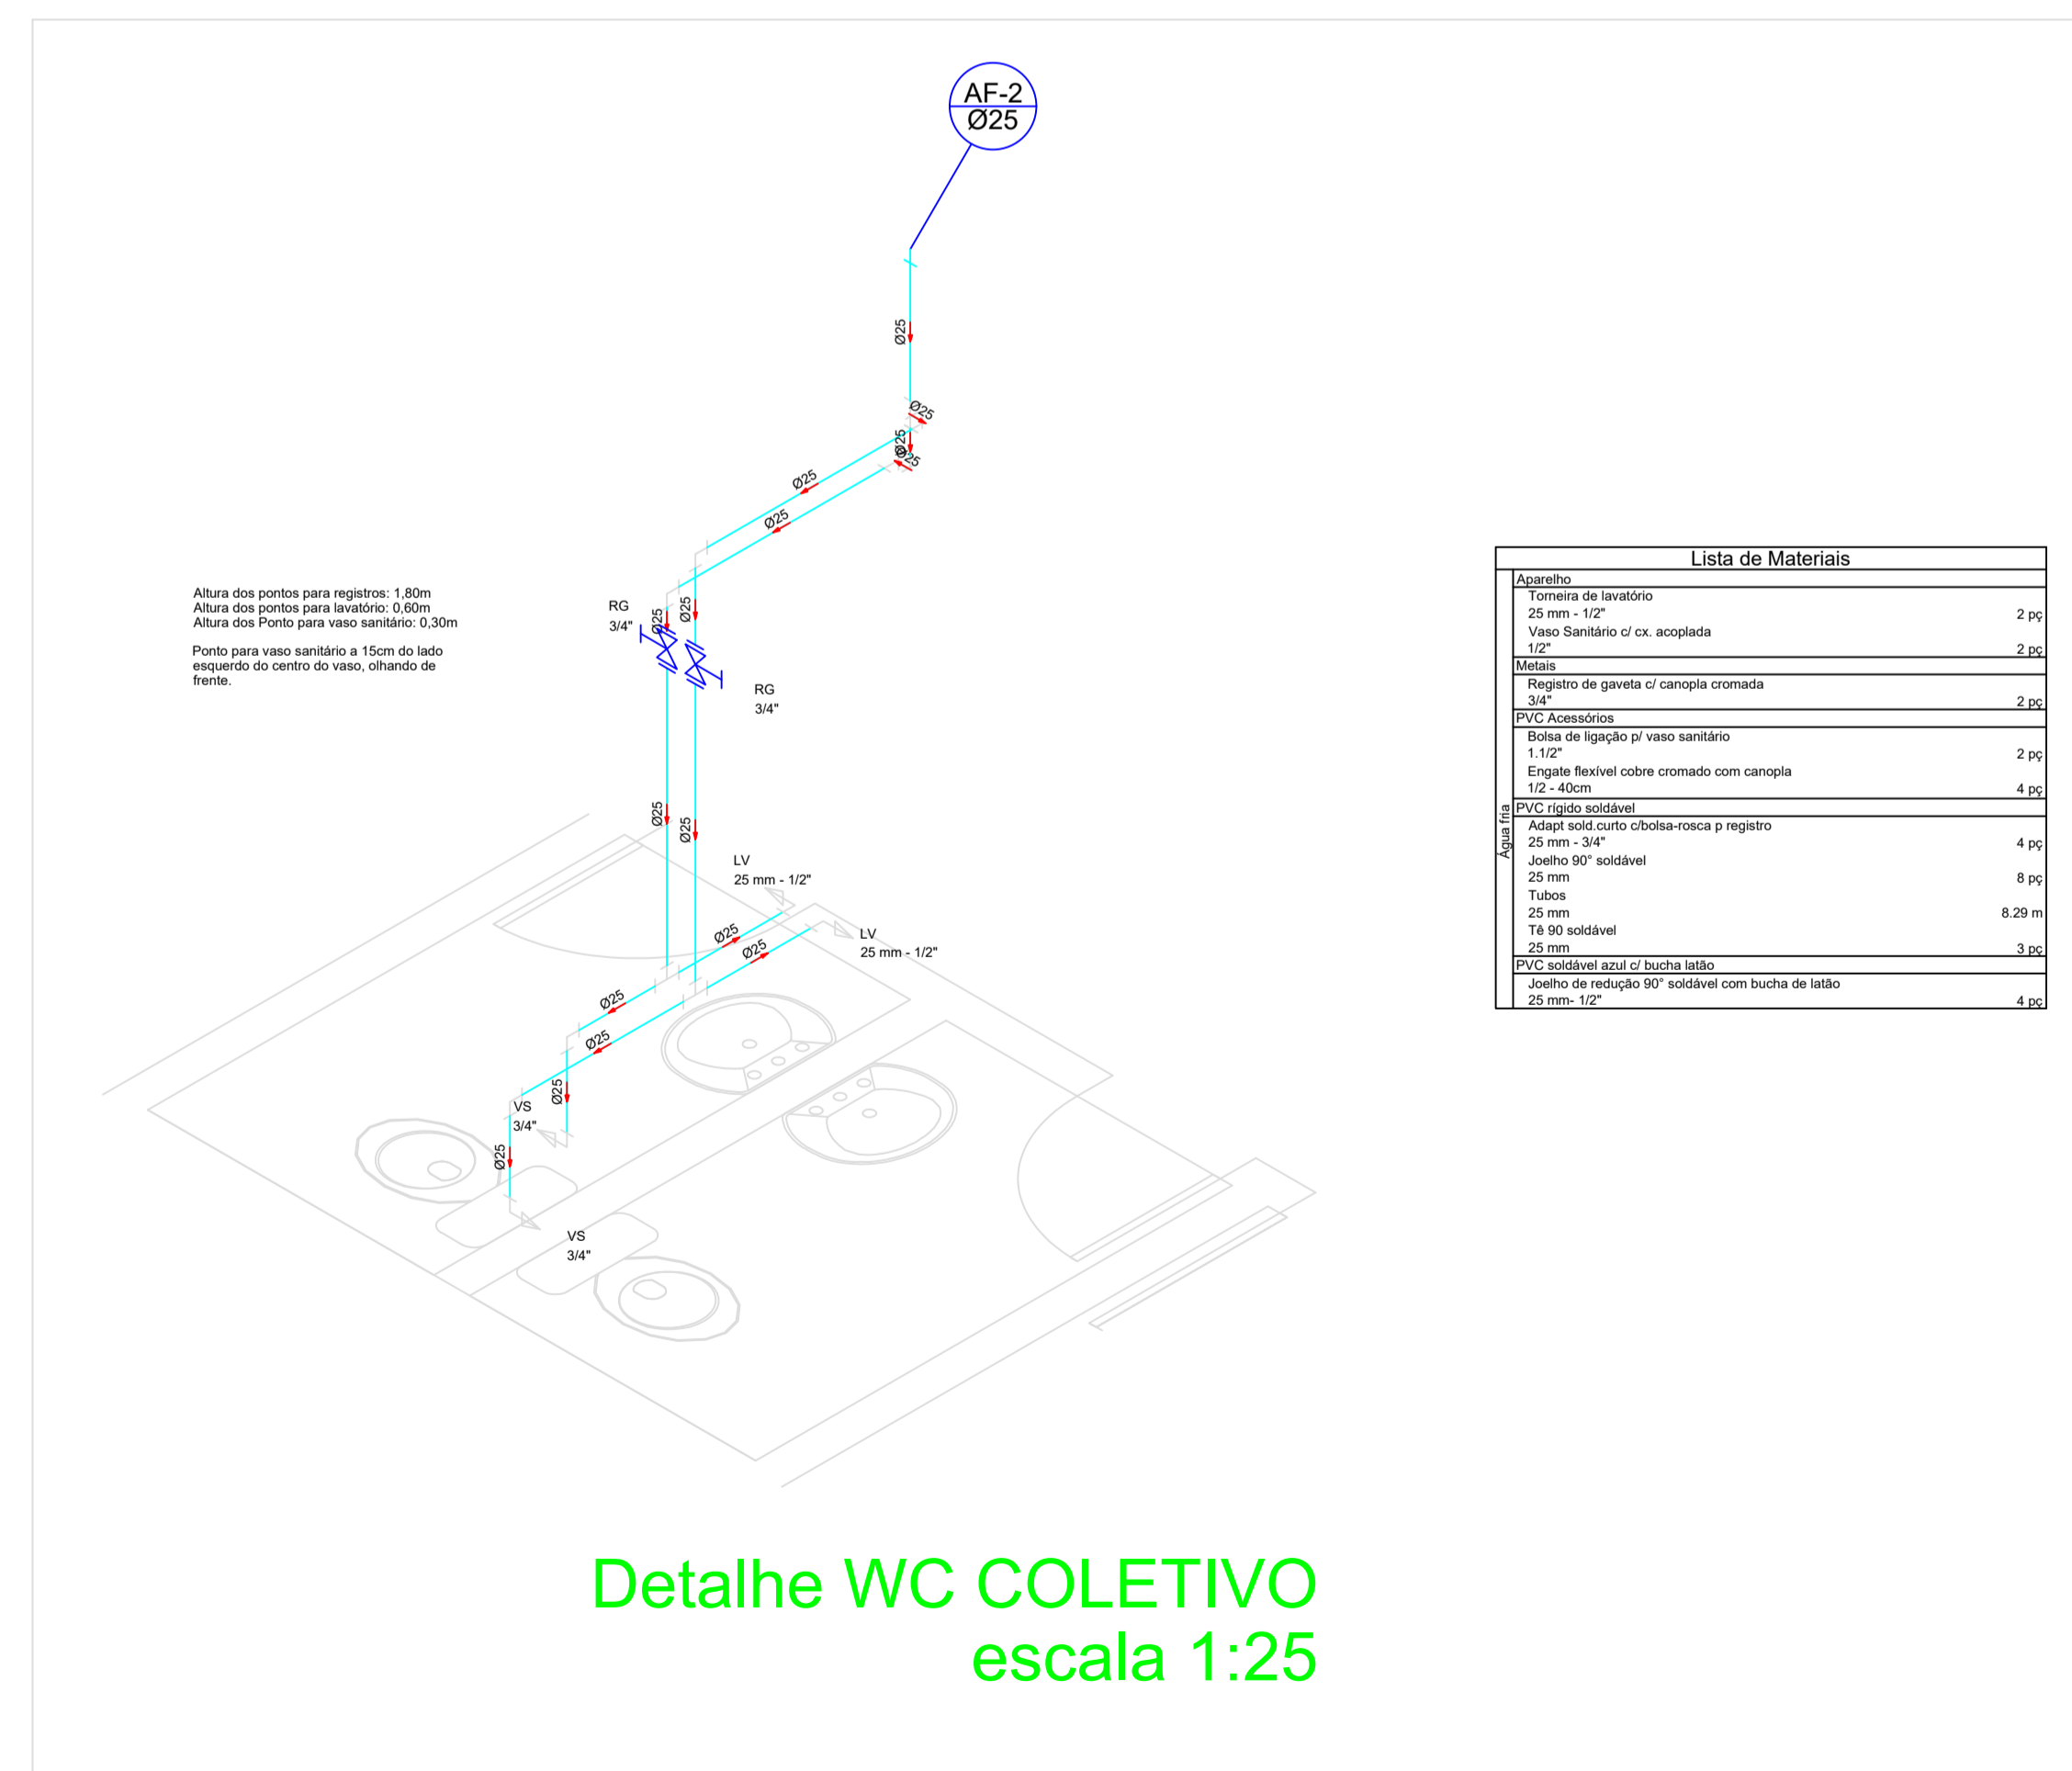 AF-2
Ø25
Ø25
Ø25
Ø25
Ø25
Ø25
Ø25
Altura dos pontos para registros: 1,80m
Altura dos pontos para lavatório: 0,60m
Altura dos Ponto para vaso sanitário: 0,30m
Ponto para vaso sanitário a 15cm do lado
esquerdo do centro do vaso, olhando de
frente.
RG
3/4"
Ø25
Ø25
RG
3/4"
Ø25
Ø25
LV
25 mm - 1/2"
LV
25 mm - 1/2"
Ø25
Ø25
Ø25
Ø25
Ø25
VS
3/4"
Ø25
VS
3/4"
Lista de Materiais
Água fria
Aparelho
Torneira de lavatório
25 mm - 1/2" 2 pç
Vaso Sanitário c/ cx. acoplada
1/2" 2 pç
Metais
Registro de gaveta c/ canopla cromada
3/4" 2 pç
PVC Acessórios
Bolsa de ligação p/ vaso sanitário
1.1/2" 2 pç
Engate flexível cobre cromado com canopla
1/2 - 40cm 4 pç
PVC rígido soldável
Adapt sold.curto c/bolsa-rosca p registro
25 mm - 3/4" 4 pç
Joelho 90° soldável
25 mm 8 pç
Tubos
25 mm 8.29 m
Tê 90 soldável
25 mm 3 pç
PVC soldável azul c/ bucha latão
Joelho de redução 90° soldável com bucha de latão
25 mm- 1/2" 4 pç
Detalhe WC COLETIVO
escala 1:25